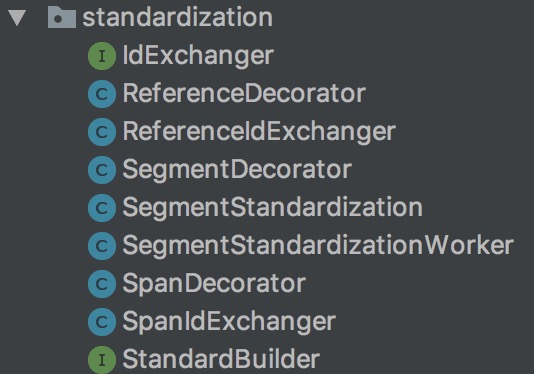 standardization
I IdExchanger
C ReferenceDecorator
C ReferenceIdExchanger
C SegmentDecorator
C SegmentStandardization
C SegmentStandardizationWorker
C SpanDecorator
C SpanIdExchanger
I StandardBuilder